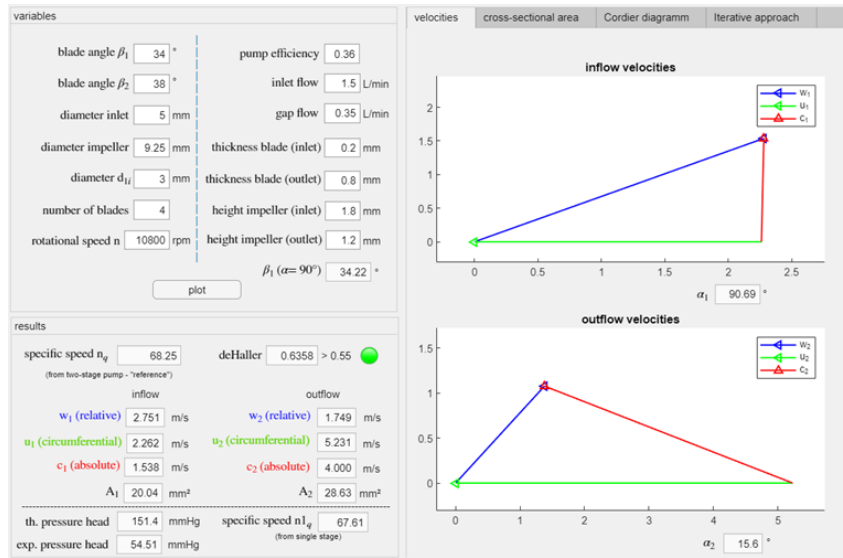 variables
blade angle β1 34 °
blade angle β2 38 °
diameter inlet 5 mm
diameter impeller 9.25 mm
diameter d1i 3 mm
number of blades 4
rotational speed n 10800 rpm
pump efficiency 0.36
inlet flow 1.5 L/min
gap flow 0.35 L/min
thickness blade (inlet) 0.2 mm
thickness blade (outlet) 0.8 mm
height impeller (inlet) 1.8 mm
height impeller (outlet) 1.2 mm
β1 (α= 90°) 34.22 °
plot
results
specific speed nq 68.25
(from two-stage pump - "reference")
deHaller 0.6358 > 0.55
inflow
w1 (relative) 2.751 m/s
u1 (circumferential) 2.262 m/s
c1 (absolute) 1.538 m/s
A1 20.04 mm²
outflow
w2 (relative) 1.749 m/s
u2 (circumferential) 5.231 m/s
c2 (absolute) 4.000 m/s
A2 28.63 mm²
th. pressure head 151.4 mmHg
exp. pressure head 54.51 mmHg
specific speed n1q 67.61
(from single stage)
velocities cross-sectional area Cordier diagramm Iterative approach
inflow velocities
w1
u1
c1
2
1.5
1
0.5
0
0 0.5 1 1.5 2 2.5
α1 90.69 °
outflow velocities
w2
u2
c2
1.5
1
0.5
0
0 1 2 3 4 5
α2 15.6 °